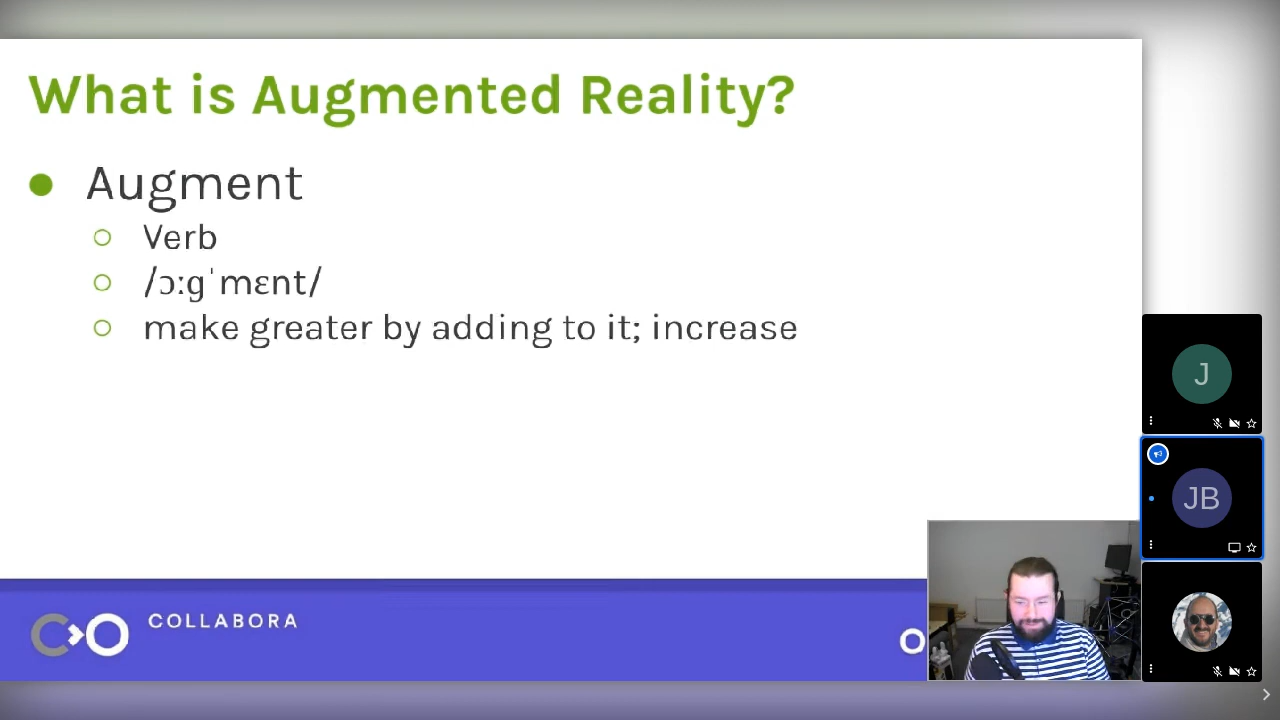 What is Augmented Reality?
Augment
Verb
/ɔːɡˈmɛnt/
make greater by adding to it; increase
J
JB
COLLABORA
O